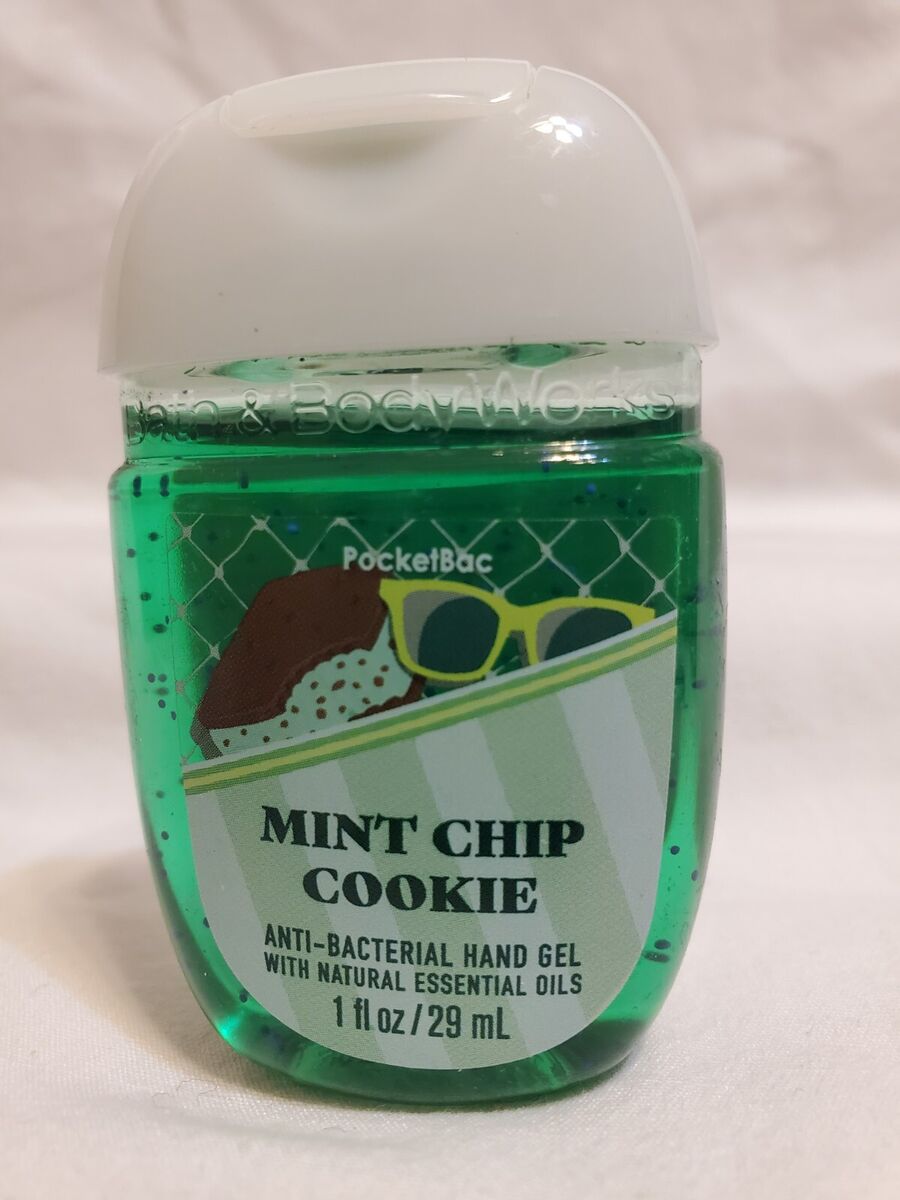 Bath & Body Works
PocketBac
MINT CHIP
COOKIE
ANTI-BACTERIAL HAND GEL
WITH NATURAL ESSENTIAL OILS
1 fl oz / 29 mL